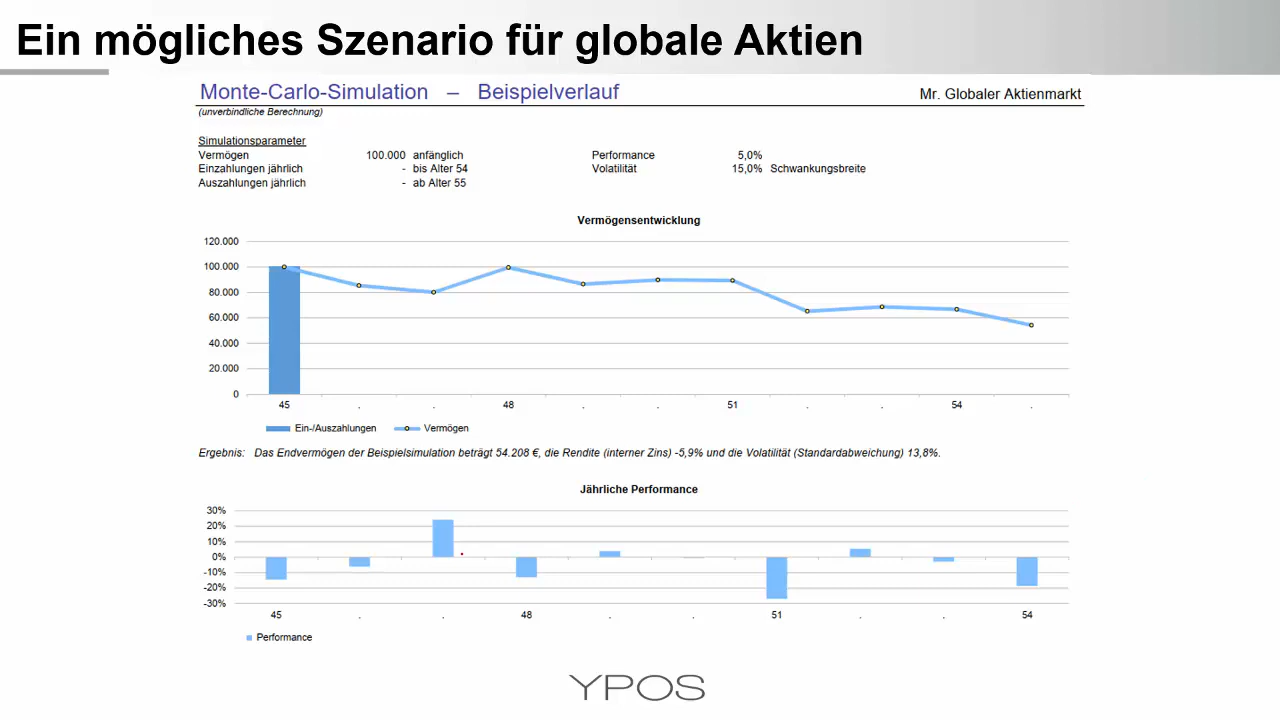 Ein mögliches Szenario für globale Aktien
Monte-Carlo-Simulation – Beispielverlauf Mr. Globaler Aktienmarkt
(unverbindliche Berechnung)
Simulationsparameter
Vermögen 100.000 anfänglich Performance 5,0%
Einzahlungen jährlich - bis Alter 54 Volatilität 15,0% Schwankungsbreite
Auszahlungen jährlich - ab Alter 55
Vermögensentwicklung
120.000
100.000
80.000
60.000
40.000
20.000
0
45 . . 48 . . 51 . . 54 .
Ein-/Auszahlungen Vermögen
Ergebnis: Das Endvermögen der Beispielsimulation beträgt 54.208 €, die Rendite (interner Zins) -5,9% und die Volatilität (Standardabweichung) 13,8%.
Jährliche Performance
30%
20%
10%
0%
-10%
-20%
-30%
45 . . 48 . . 51 . . 54
Performance
YPOS